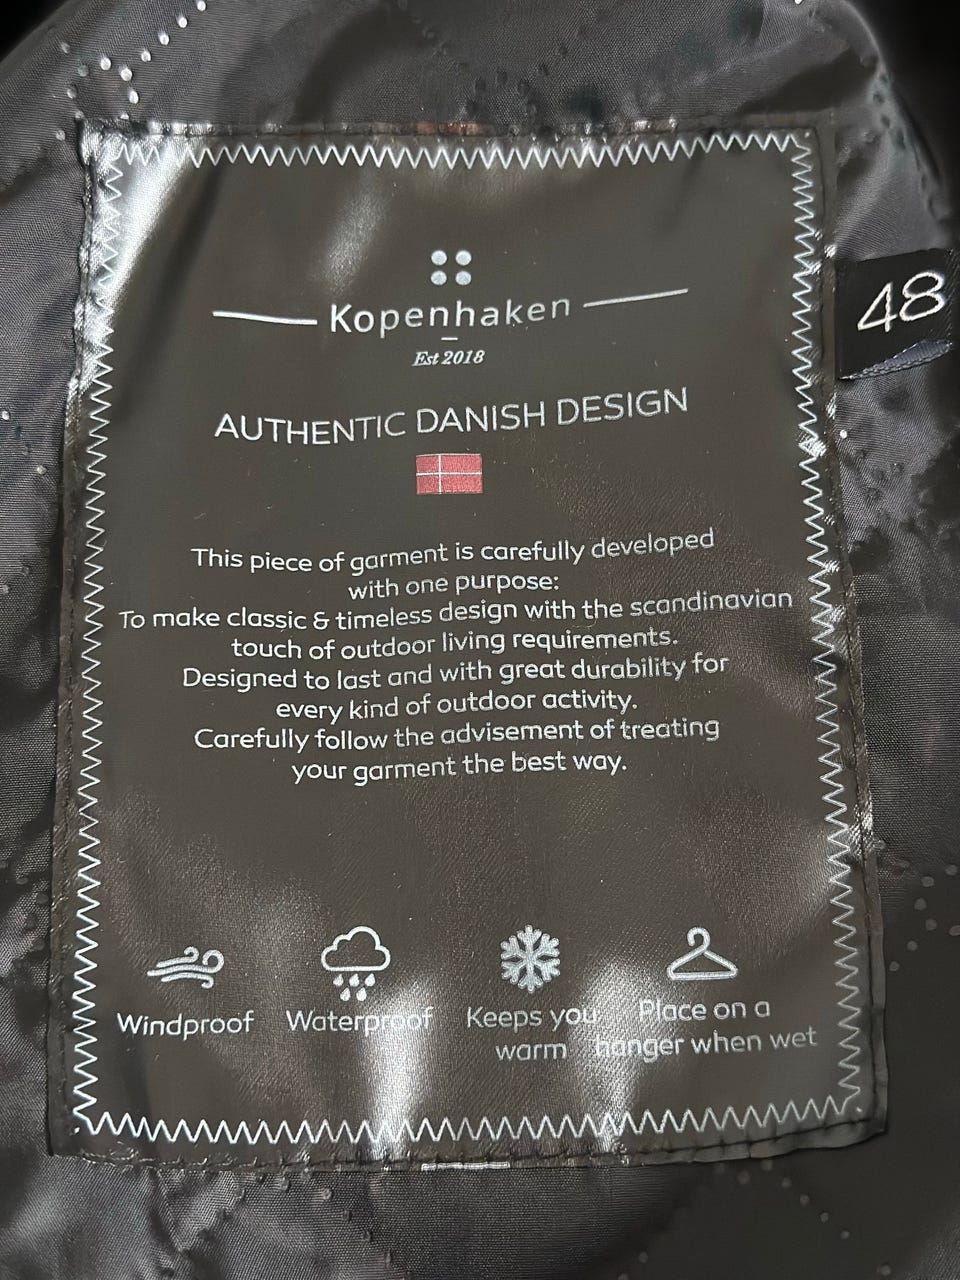 Kopenhaken
Est 2018
48
AUTHENTIC DANISH DESIGN
This piece of garment is carefully developed
with one purpose:
To make classic & timeless design with the scandinavian
touch of outdoor living requirements.
Designed to last and with great durability for
every kind of outdoor activity.
Carefully follow the advisement of treating
your garment the best way.
Windproof
Waterproof
Keeps you
warm
Place on a
hanger when wet